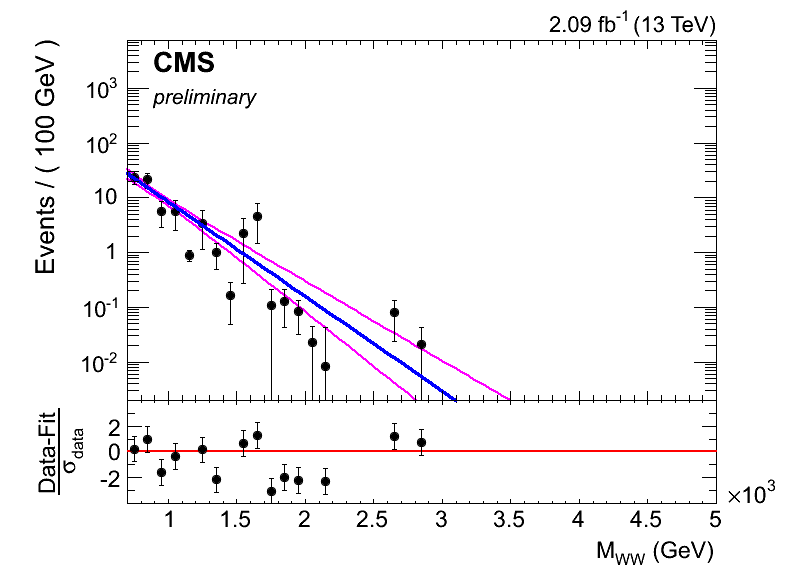 2.09 fb⁻¹ (13 TeV)
CMS
preliminary
Events / ( 100 GeV )
10³
10²
10
1
10⁻¹
10⁻²
Data-Fit
σ_data
2
0
-2
1 1.5 2 2.5 3 3.5 4 4.5 5
×10³
M_WW (GeV)